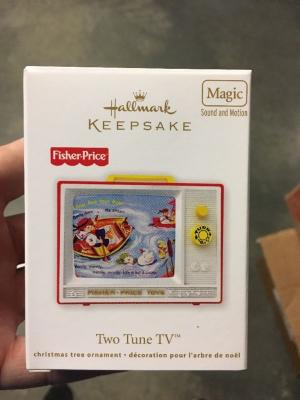 Hallmark
KEEPSAKE
Magic
Sound and Motion
Fisher-Price®
FISHER-PRICE TOYS
Two Tune TV™
christmas tree ornament • décoration pour l'arbre de noël